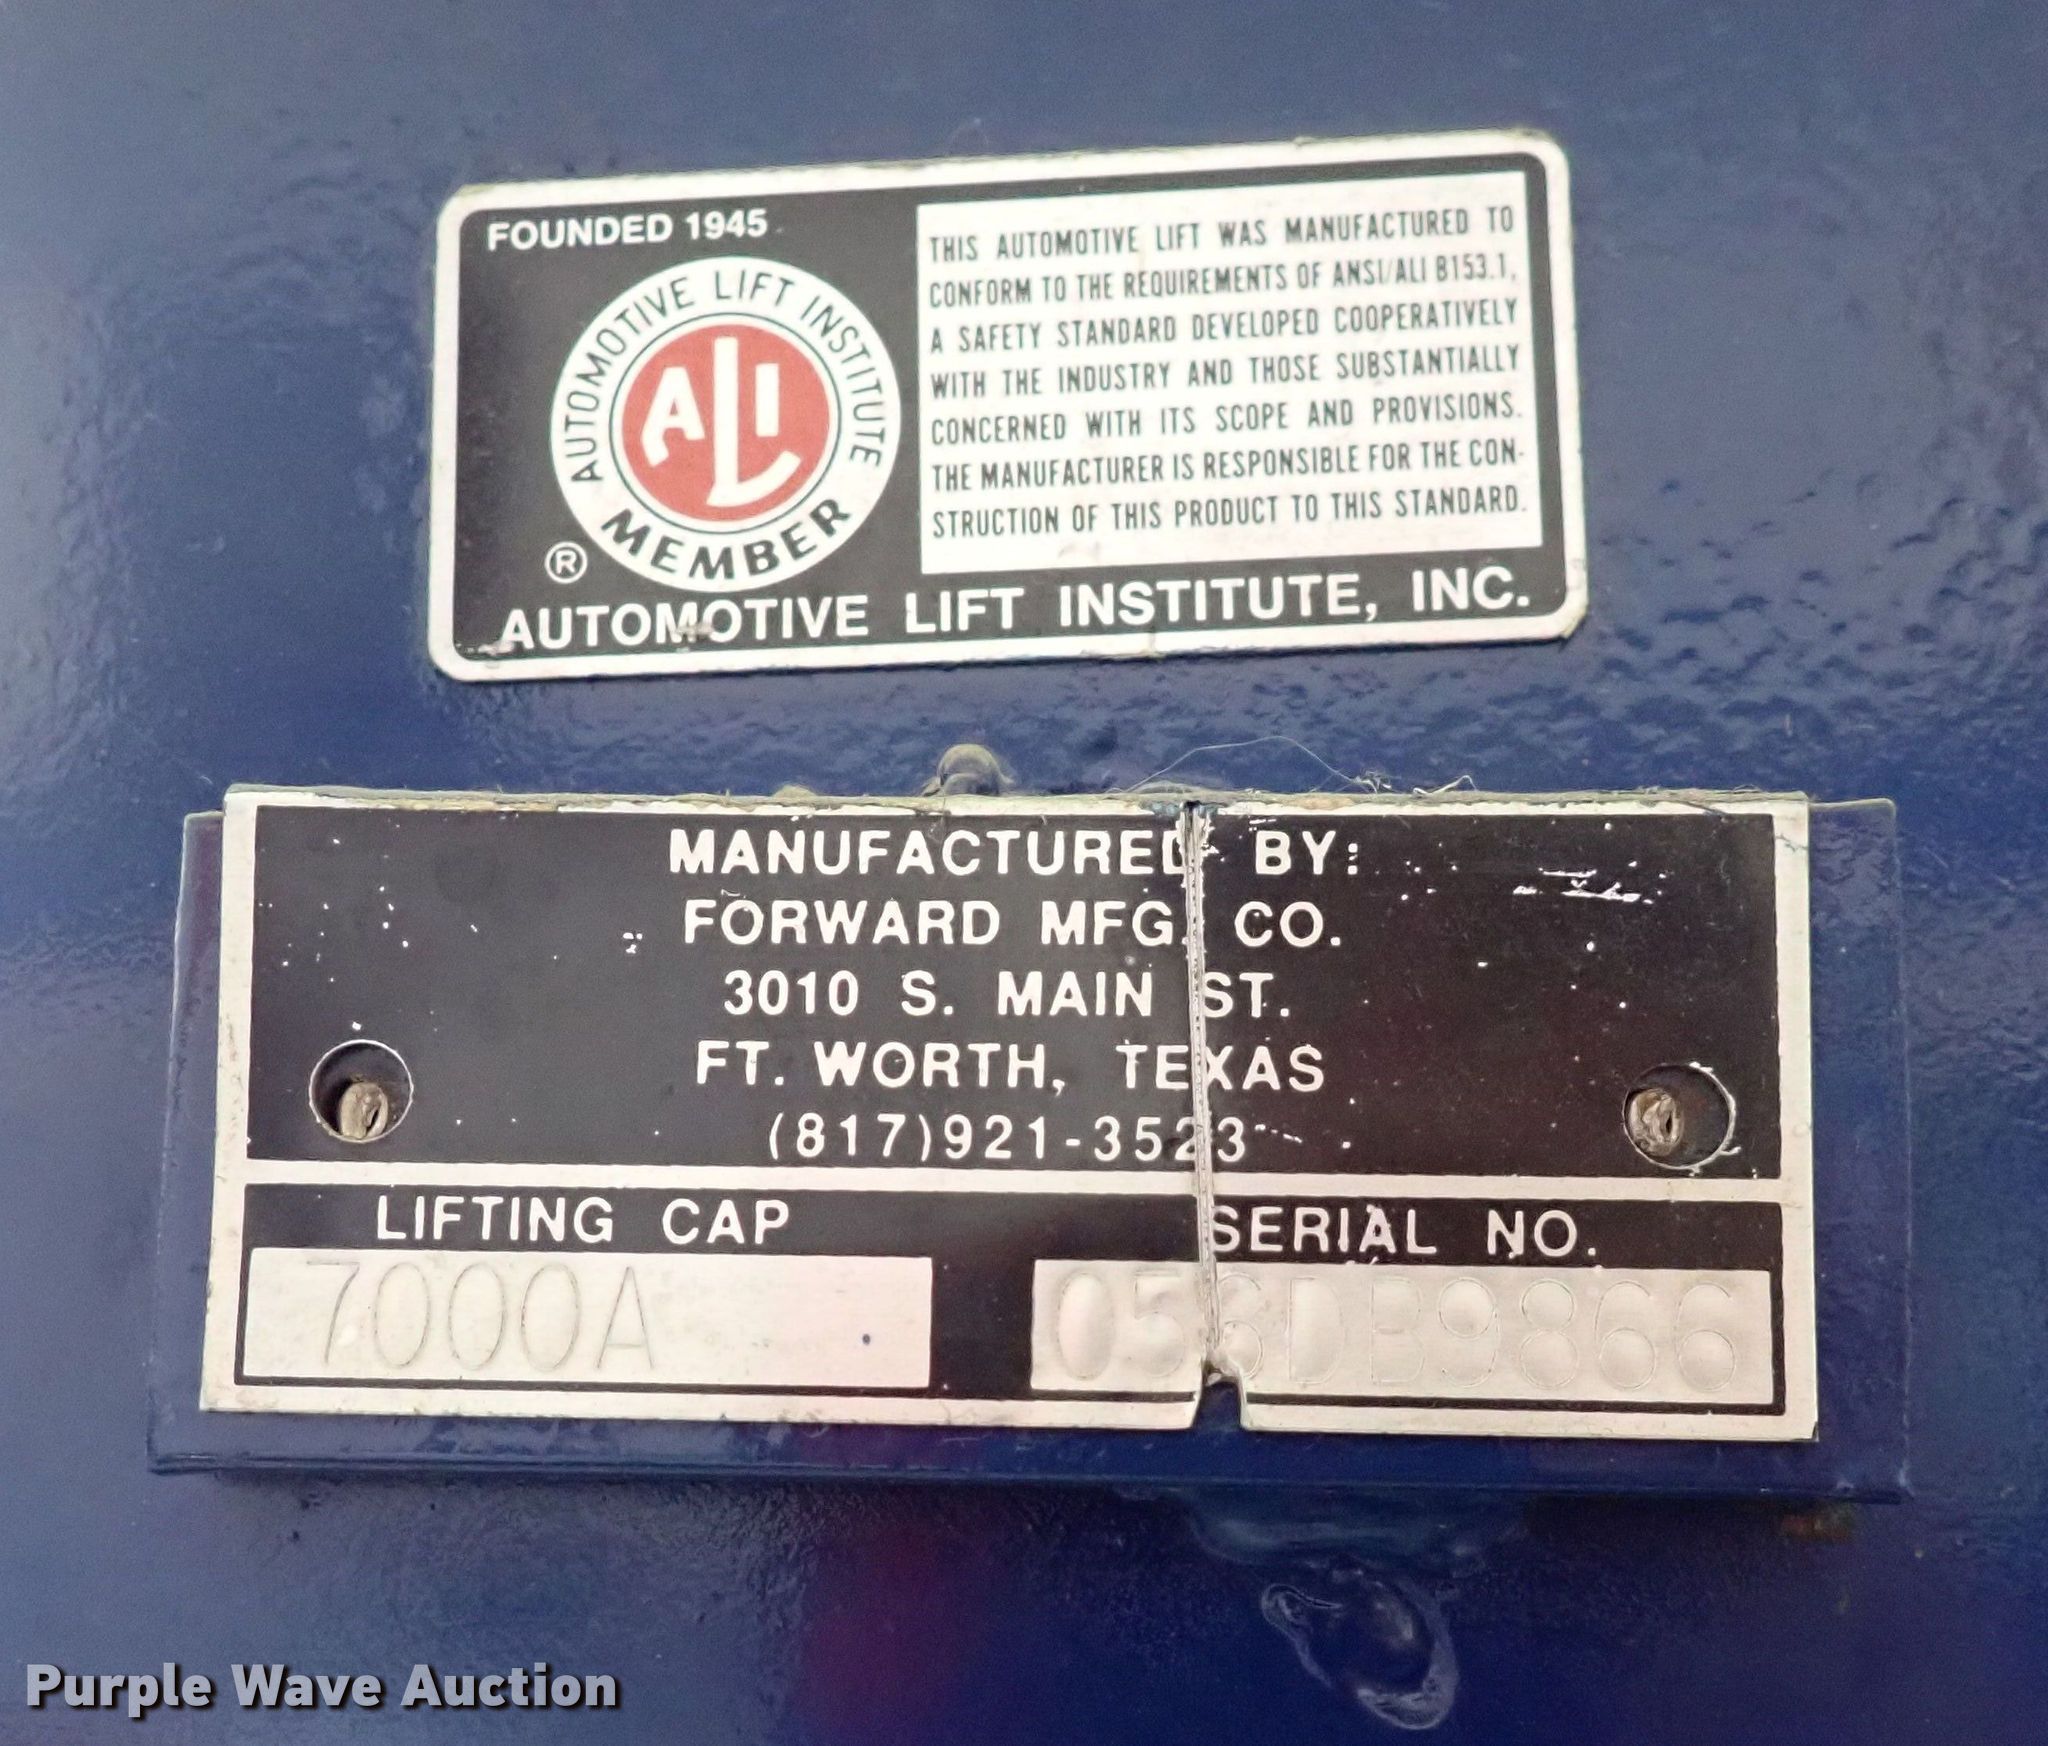 FOUNDED 1945
AUTOMOTIVE LIFT INSTITUTE
ALI
MEMBER
®
THIS AUTOMOTIVE LIFT WAS MANUFACTURED TO
CONFORM TO THE REQUIREMENTS OF ANSI/ALI B153.1,
A SAFETY STANDARD DEVELOPED COOPERATIVELY
WITH THE INDUSTRY AND THOSE SUBSTANTIALLY
CONCERNED WITH ITS SCOPE AND PROVISIONS.
THE MANUFACTURER IS RESPONSIBLE FOR THE CON-
STRUCTION OF THIS PRODUCT TO THIS STANDARD.
AUTOMOTIVE LIFT INSTITUTE, INC.
MANUFACTURED BY:
FORWARD MFG. CO.
3010 S. MAIN ST.
FT. WORTH, TEXAS
(817)921-3523
LIFTING CAP
SERIAL NO.
7000A
Purple Wave Auction